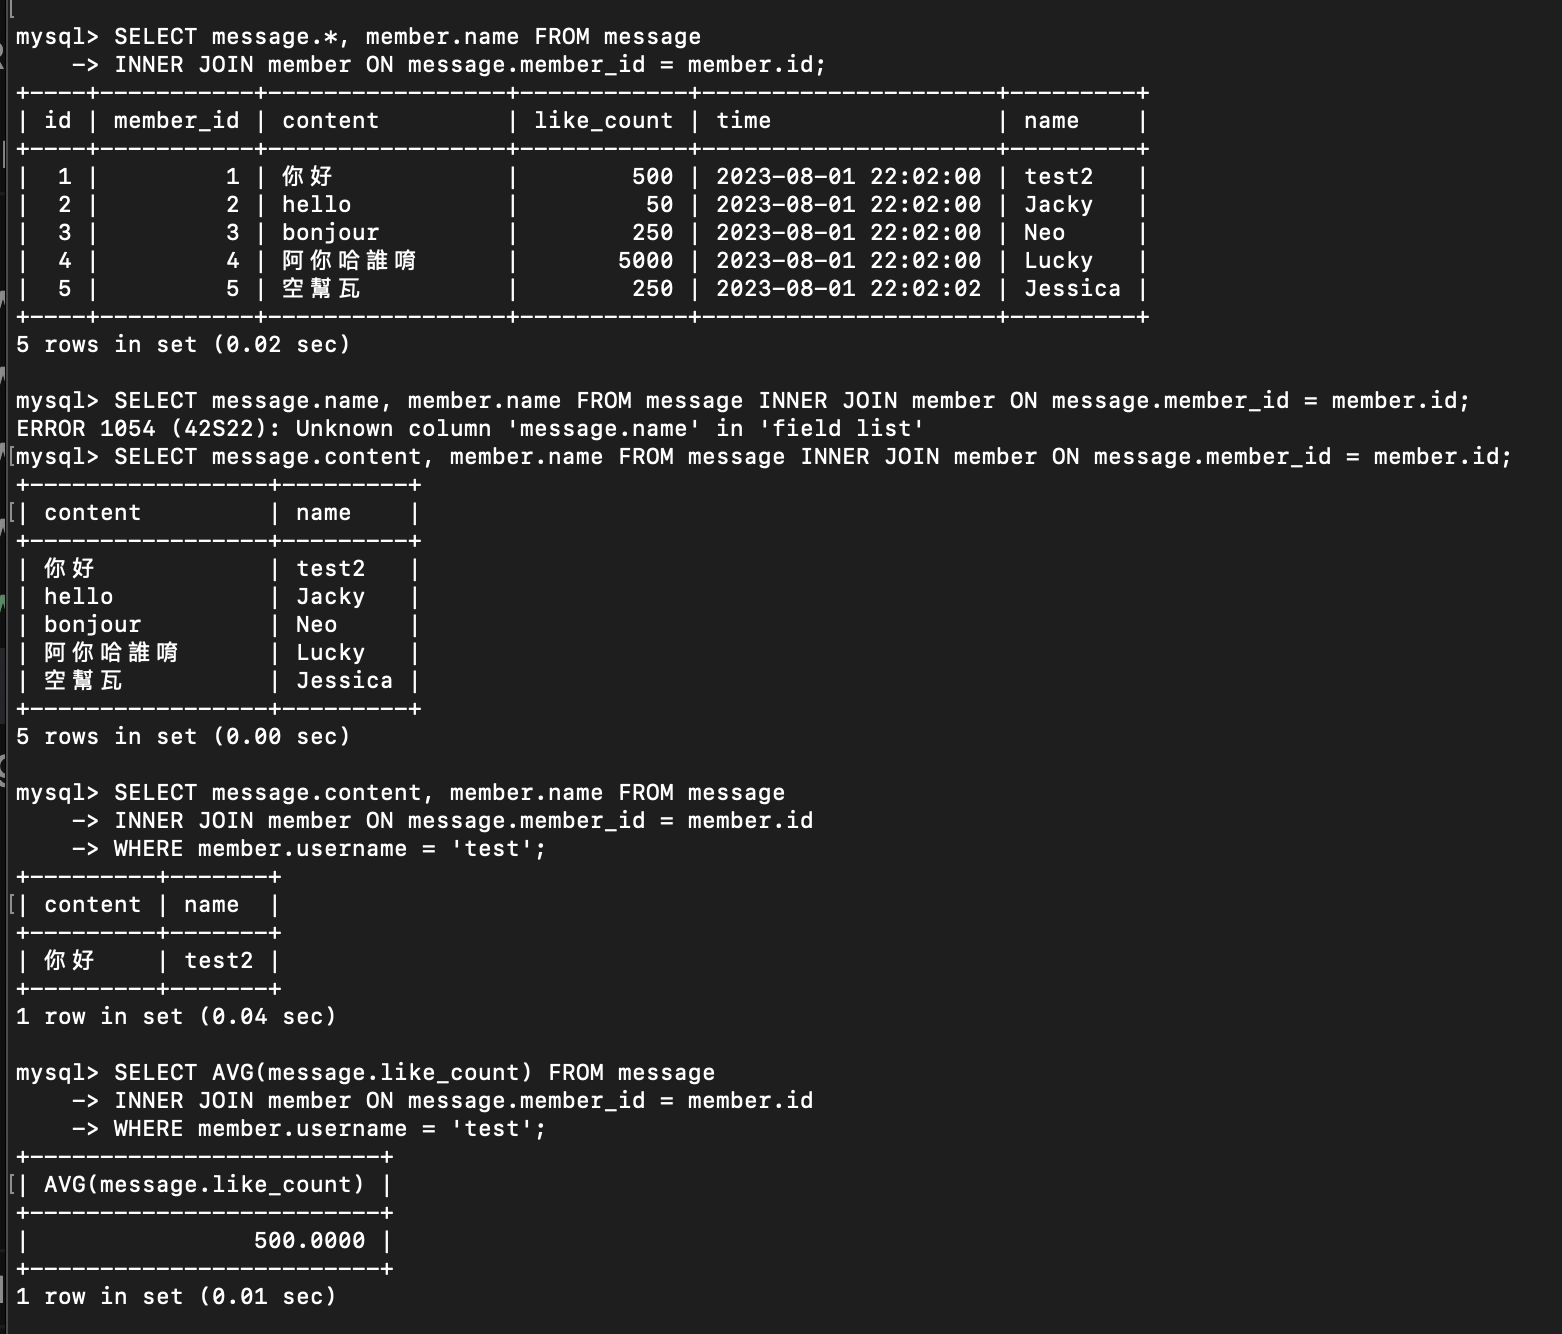 mysql> SELECT message.*, member.name FROM message
    -> INNER JOIN member ON message.member_id = member.id;
+----+-----------+-----------------+------------+---------------------+---------+
| id | member_id | content         | like_count | time                | name    |
+----+-----------+-----------------+------------+---------------------+---------+
|  1 |         1 | 你好            |        500 | 2023-08-01 22:02:00 | test2   |
|  2 |         2 | hello           |         50 | 2023-08-01 22:02:00 | Jacky   |
|  3 |         3 | bonjour         |        250 | 2023-08-01 22:02:00 | Neo     |
|  4 |         4 | 阿你哈誰唷      |       5000 | 2023-08-01 22:02:00 | Lucky   |
|  5 |         5 | 空幫瓦          |        250 | 2023-08-01 22:02:02 | Jessica |
+----+-----------+-----------------+------------+---------------------+---------+
5 rows in set (0.02 sec)
mysql> SELECT message.name, member.name FROM message INNER JOIN member ON message.member_id = member.id;
ERROR 1054 (42S22): Unknown column 'message.name' in 'field list'
[mysql> SELECT message.content, member.name FROM message INNER JOIN member ON message.member_id = member.id;
+-----------------+---------+
[| content         | name    |
+-----------------+---------+
| 你好            | test2   |
| hello           | Jacky   |
| bonjour         | Neo     |
| 阿你哈誰唷      | Lucky   |
| 空幫瓦          | Jessica |
+-----------------+---------+
5 rows in set (0.00 sec)
mysql> SELECT message.content, member.name FROM message
    -> INNER JOIN member ON message.member_id = member.id
    -> WHERE member.username = 'test';
+---------+-------+
[| content | name  |
+---------+-------+
| 你好    | test2 |
+---------+-------+
1 row in set (0.04 sec)
mysql> SELECT AVG(message.like_count) FROM message
    -> INNER JOIN member ON message.member_id = member.id
    -> WHERE member.username = 'test';
+-------------------------+
[| AVG(message.like_count) |
+-------------------------+
|                500.0000 |
+-------------------------+
1 row in set (0.01 sec)